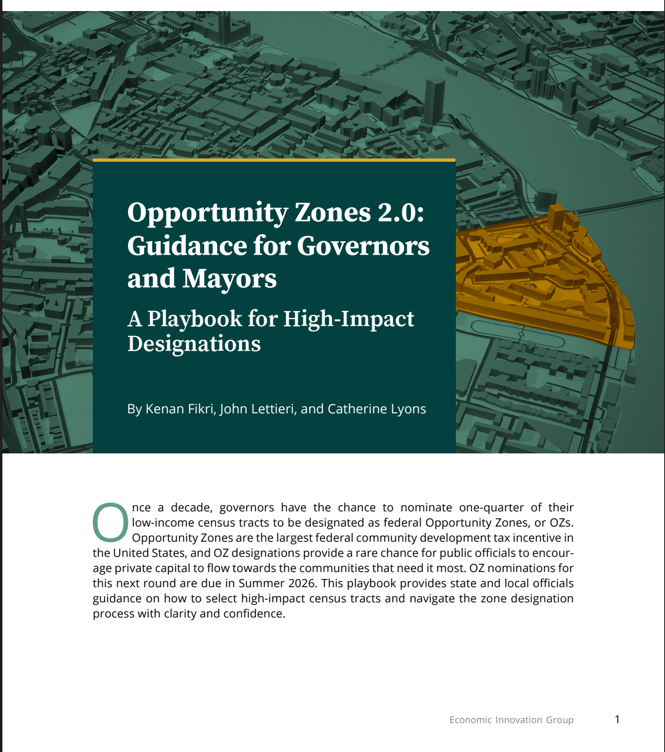 Opportunity Zones 2.0:
Guidance for Governors
and Mayors
A Playbook for High-Impact
Designations
By Kenan Fikri, John Lettieri, and Catherine Lyons
Once a decade, governors have the chance to nominate one-quarter of their
low-income census tracts to be designated as federal Opportunity Zones, or OZs.
Opportunity Zones are the largest federal community development tax incentive in
the United States, and OZ designations provide a rare chance for public officials to encour-
age private capital to flow towards the communities that need it most. OZ nominations for
this next round are due in Summer 2026. This playbook provides state and local officials
guidance on how to select high-impact census tracts and navigate the zone designation
process with clarity and confidence.
Economic Innovation Group 1